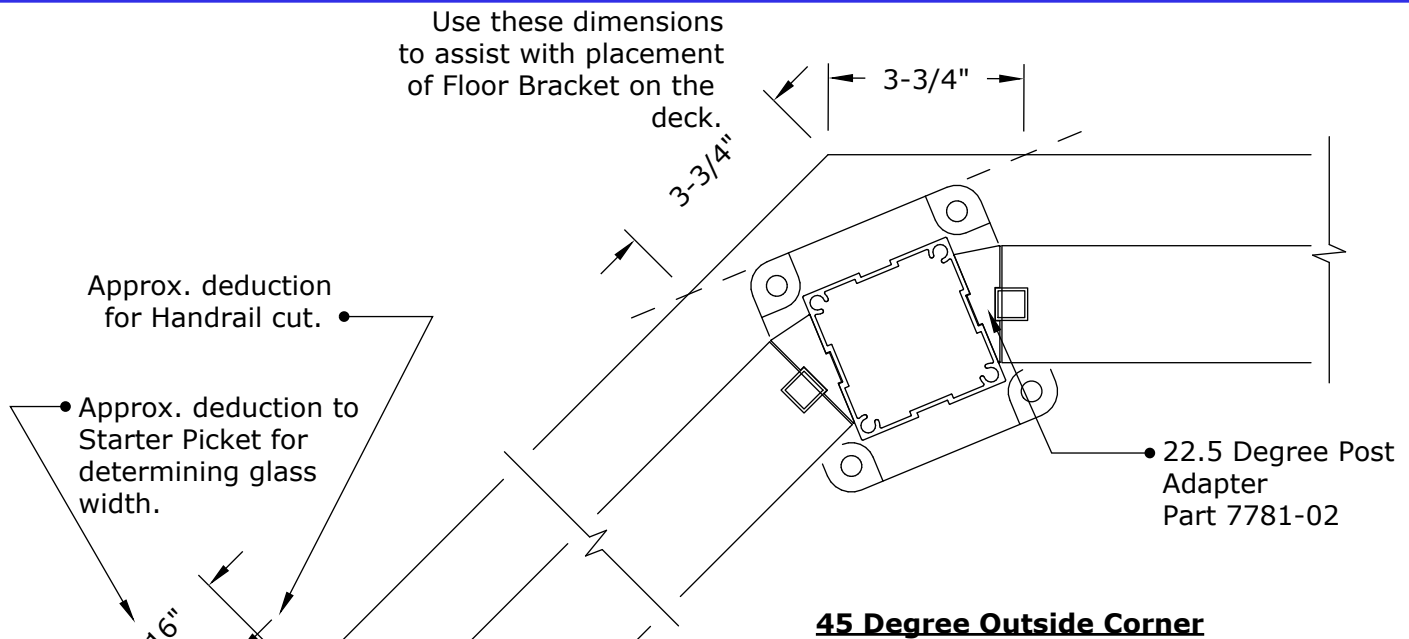 Use these dimensions
to assist with placement
of Floor Bracket on the
deck.
3-3/4"
3-3/4"
Approx. deduction
for Handrail cut.
Approx. deduction to
Starter Picket for
determining glass
width.
22.5 Degree Post
Adapter
Part 7781-02
16"
45 Degree Outside Corner